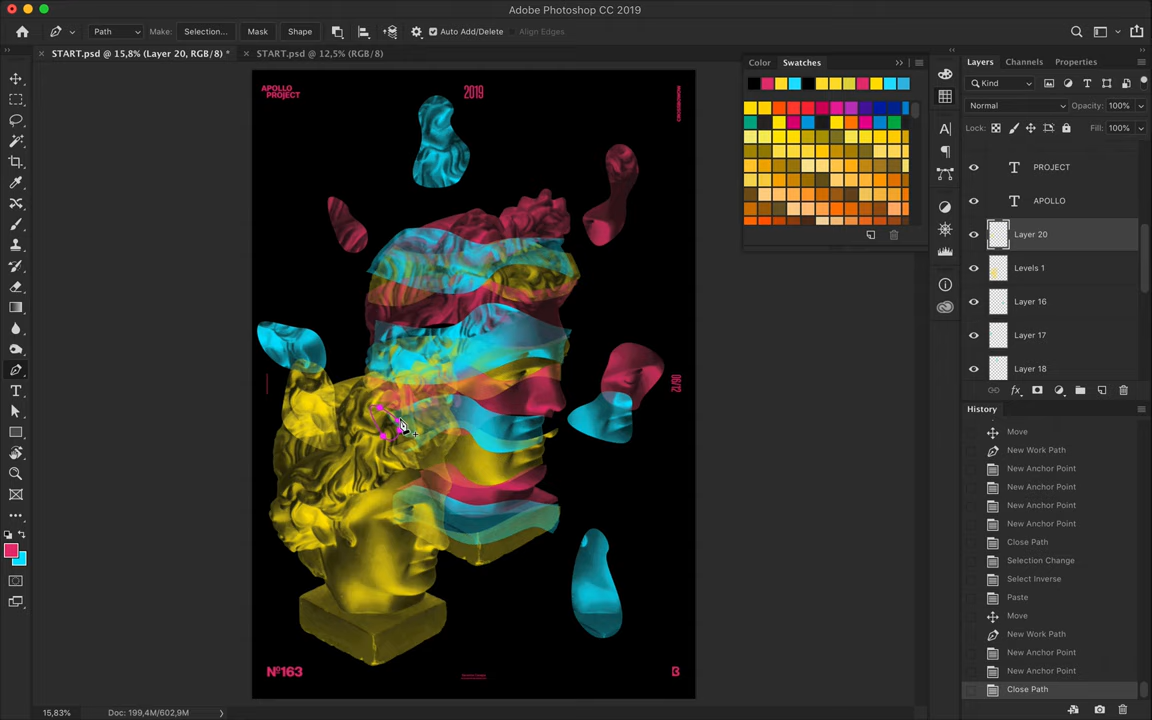 Adobe Photoshop CC 2019
Path
Make:
Selection...
Mask
Shape
Auto Add/Delete
Align Edges
START.psd @ 15,8% (Layer 20, RGB/8) *
START.psd @ 12,5% (RGB/8)
Color
Swatches
Layers
Channels
Properties
Kind
Normal
Opacity: 100%
Lock:
Fill: 100%
PROJECT
APOLLO
Layer 20
Levels 1
Layer 16
Layer 17
Layer 18
History
Move
New Work Path
New Anchor Point
New Anchor Point
New Anchor Point
New Anchor Point
Close Path
Selection Change
Select Inverse
Paste
Move
New Work Path
New Anchor Point
New Anchor Point
Close Path
APOLLO
PROJECT
2019
Nº163
15,83%
Doc: 199,4M/602,9M